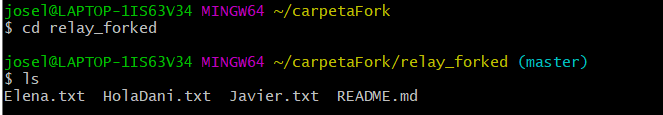 josel@LAPTOP-1IS63V34 MINGW64 ~/carpetaFork
$ cd relay_forked
josel@LAPTOP-1IS63V34 MINGW64 ~/carpetaFork/relay_forked (master)
$ ls
Elena.txt  HolaDani.txt  Javier.txt  README.md